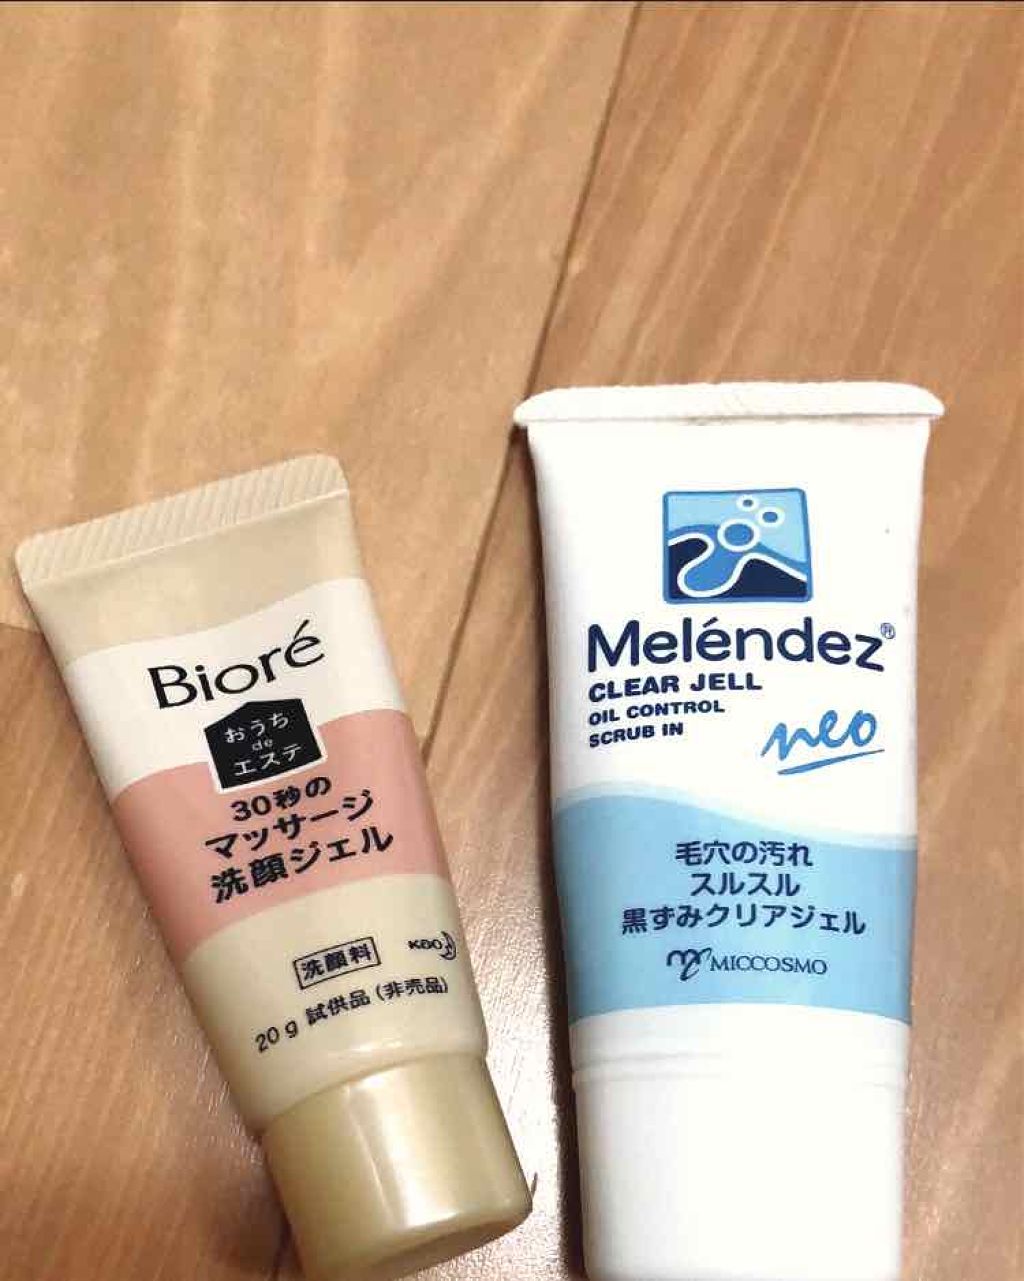 Bioré
おうち
de
エステ
30秒の
マッサージ
洗顔ジェル
洗顔料
Kao
20g 試供品(非売品)
Meléndez®
CLEAR JELL
OIL CONTROL
SCRUB IN
neo
毛穴の汚れ
スルスル
黒ずみクリアジェル
MICCOSMO